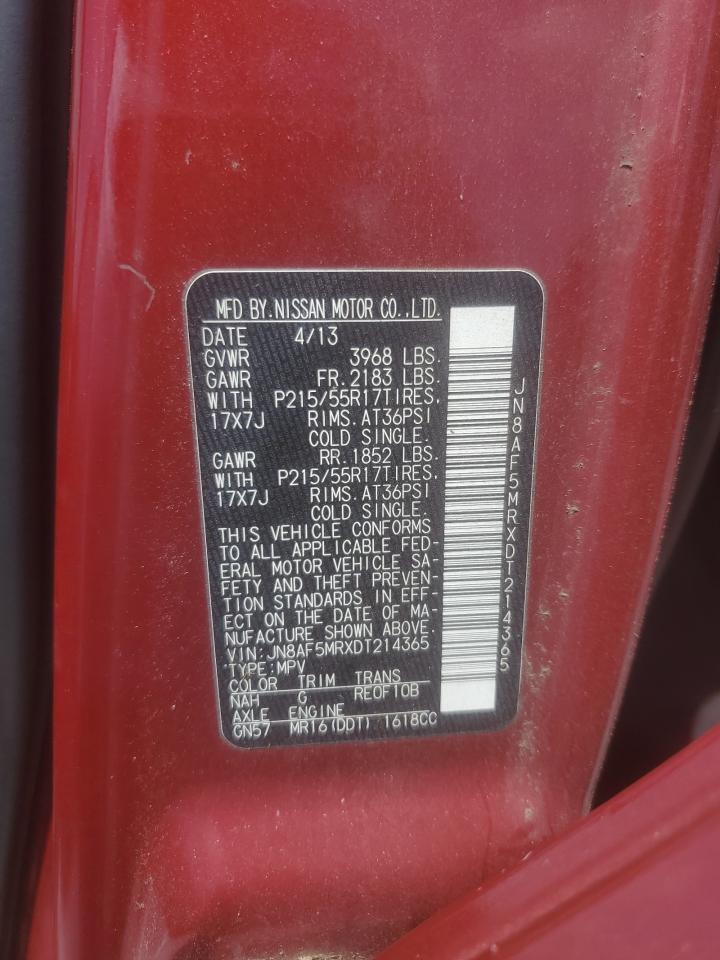 MFD BY.NISSAN MOTOR CO.,LTD.
DATE 4/13
GVWR 3968 LBS.
GAWR FR.2183 LBS.
WITH P215/55R17TIRES,
17X7J RIMS.AT36PSI
COLD SINGLE.
GAWR RR.1852 LBS.
WITH P215/55R17TIRES,
17X7J RIMS.AT36PSI
COLD SINGLE.
THIS VEHICLE CONFORMS
TO ALL APPLICABLE FED-
ERAL MOTOR VEHICLE SA-
FETY AND THEFT PREVEN-
TION STANDARDS IN EFF-
ECT ON THE DATE OF MA-
NUFACTURE SHOWN ABOVE.
VIN:JN8AF5MRXDT214365
TYPE:MPV
COLOR TRIM TRANS
NAH G RE0F10B
AXLE ENGINE
GN57 MR16(DDT) 1618CC
JN8AF5MRXDT214365